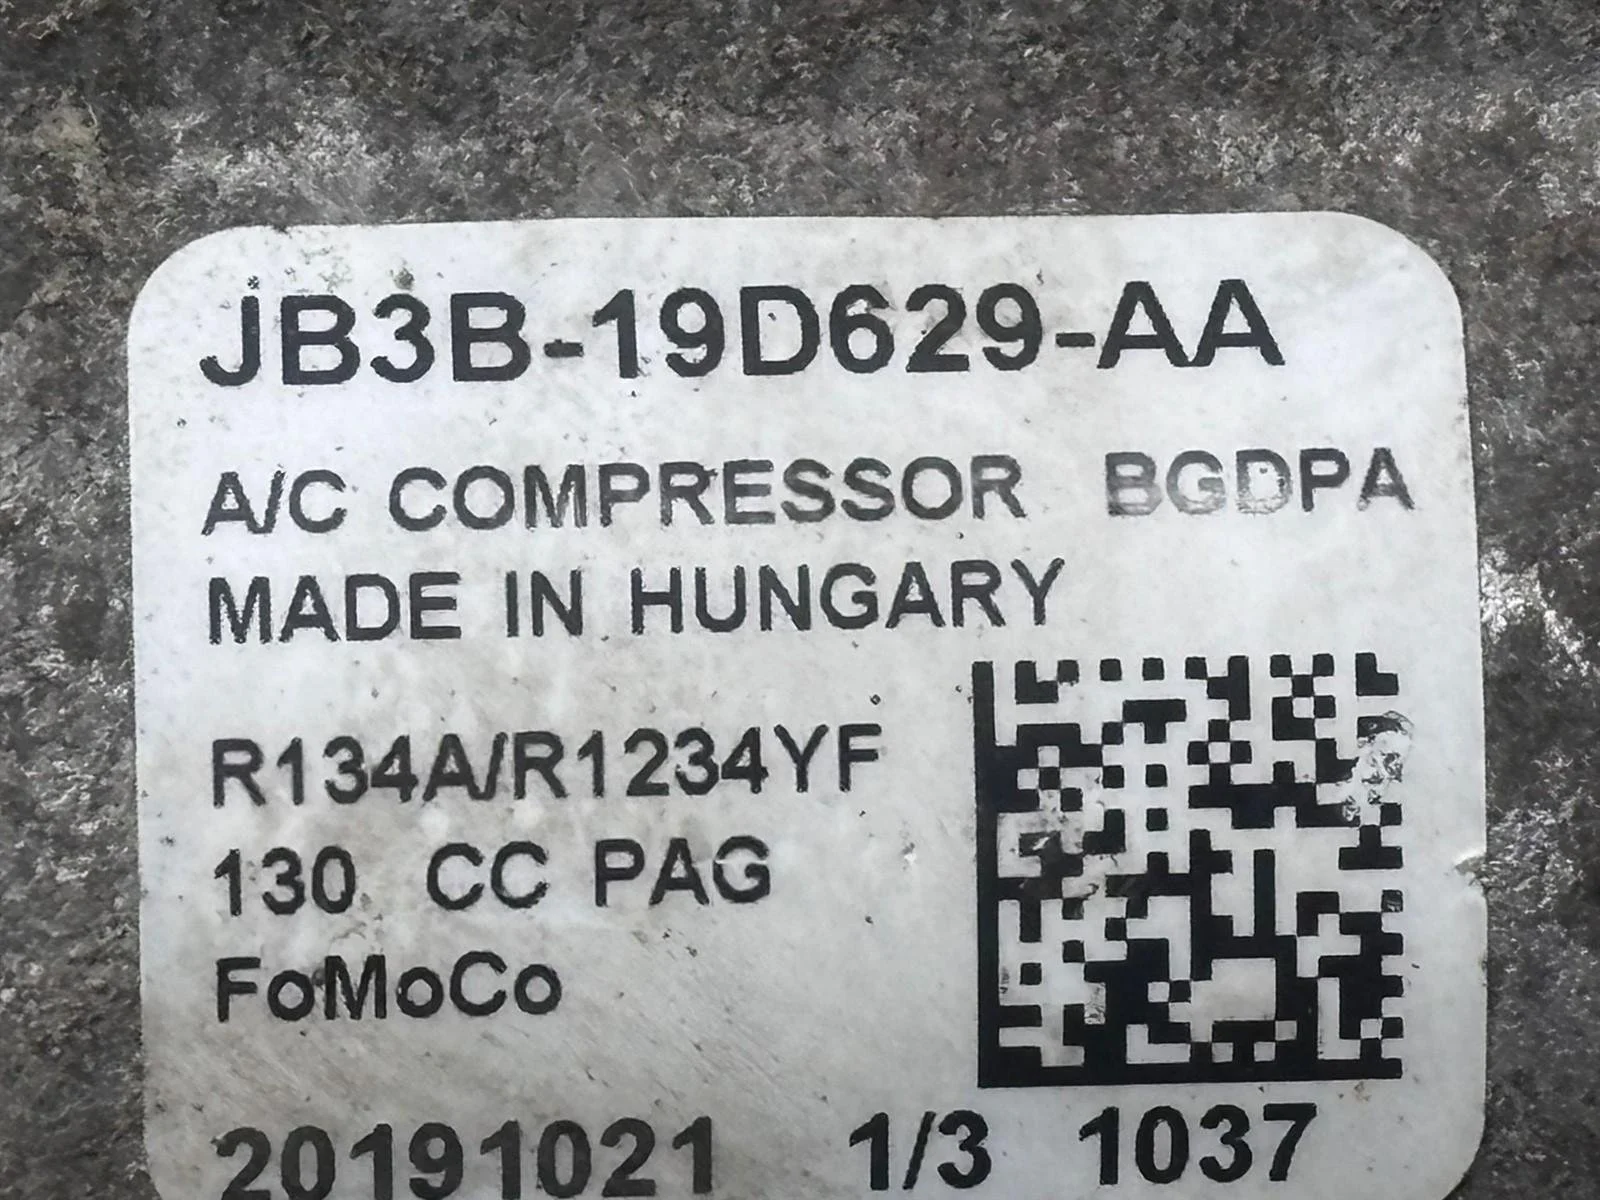 JB3B-19D629-AA
A/C COMPRESSOR BGDPA
MADE IN HUNGARY
R134A/R1234YF
130 CC PAG
FoMoCo
20191021 1/3 1037